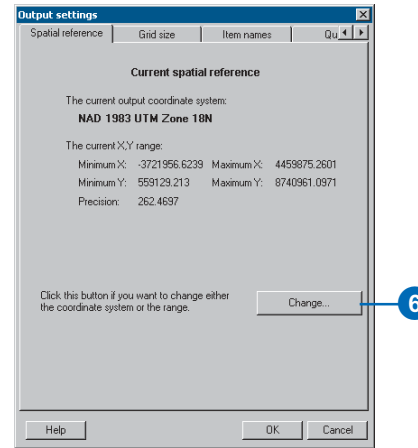 Output settings
Spatial reference Grid size Item names Qu
Current spatial reference
The current output coordinate system:
NAD 1983 UTM Zone 18N
The current X,Y range:
Minimum X: -3721956.6239 Maximum X: 4459875.2601
Minimum Y: 559129.213 Maximum Y: 8740961.0971
Precision: 262.4697
Click this button if you want to change either
the coordinate system or the range.
Change...
6
Help OK Cancel